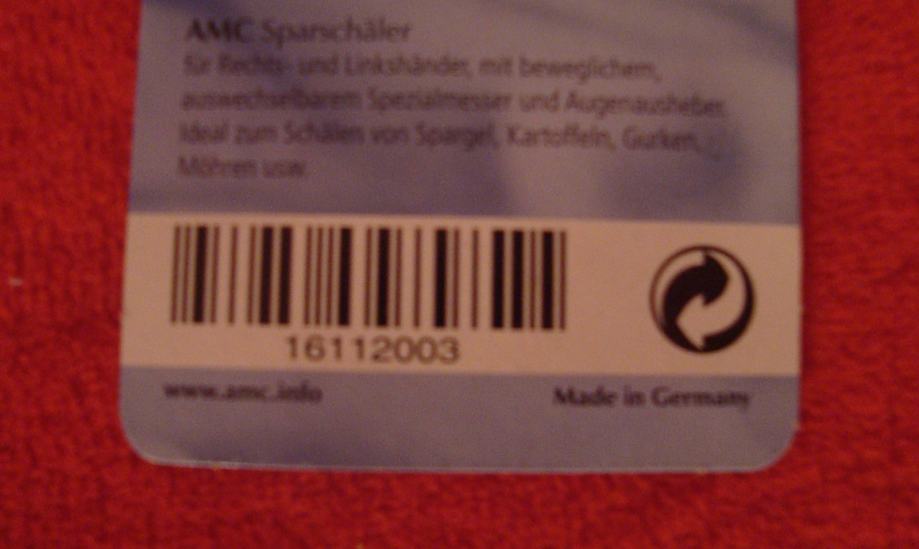 AMC Sparschäler
für Rechts- und Linkshänder, mit beweglichem,
auswechselbarem Spezialmesser und Augenausheber.
Ideal zum Schälen von Spargel, Kartoffeln, Gurken,
Möhren usw.
16112003
www.amc.info
Made in Germany